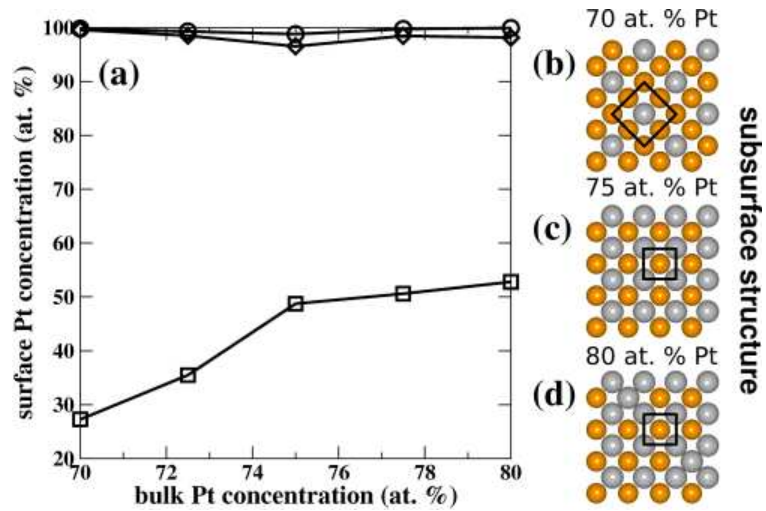 100
90
80
70
60
50
40
30
20
surface Pt concentration (at. %)
(a)
70 72 74 76 78 80
bulk Pt concentration (at. %)
70 at. % Pt
(b)
75 at. % Pt
(c)
80 at. % Pt
(d)
subsurface structure